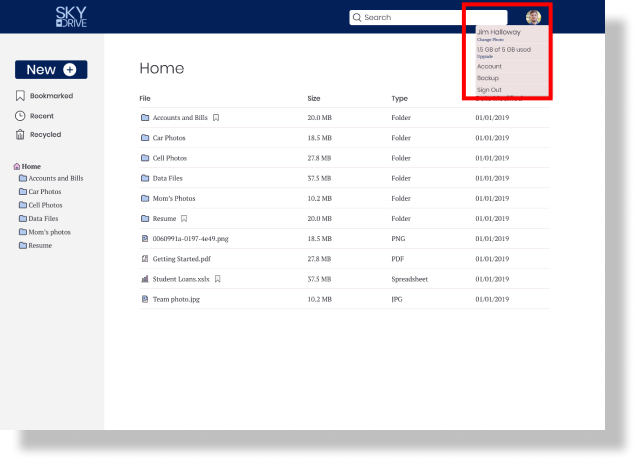 SKY
DRIVE
Search
Jim Halloway
Change Photo
1.5 GB of 5 GB used
Upgrade
Account
Backup
Sign Out
New
Home
Bookmarked
Recent
Recycled
Home
Accounts and Bills
Car Photos
Cell Photos
Data Files
Mom's photos
Resume
File Size Type Date Modified
Accounts and Bills 20.0 MB Folder 01/01/2019
Car Photos 18.5 MB Folder 01/01/2019
Cell Photos 27.8 MB Folder 01/01/2019
Data Files 37.5 MB Folder 01/01/2019
Mom's Photos 10.2 MB Folder 01/01/2019
Resume 20.0 MB Folder 01/01/2019
0060991a-0197-4e49.png 18.5 MB PNG 01/01/2019
Getting Started.pdf 27.8 MB PDF 01/01/2019
Student Loans.xslx 37.5 MB Spreadsheet 01/01/2019
Team photo.jpg 10.2 MB JPG 01/01/2019